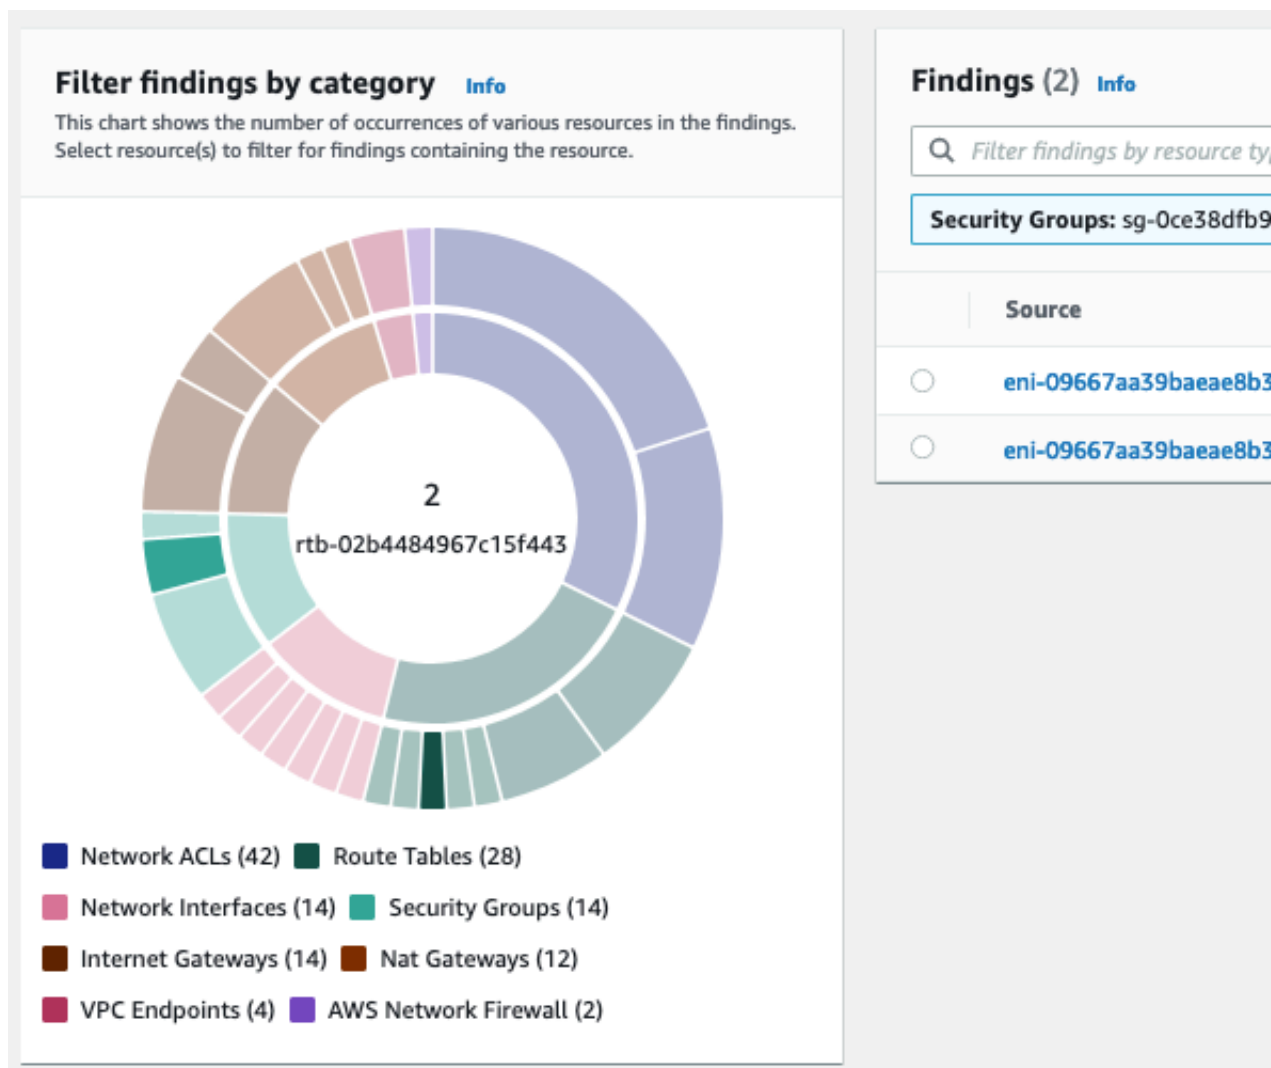 Filter findings by category Info
This chart shows the number of occurrences of various resources in the findings.
Select resource(s) to filter for findings containing the resource.
2
rtb-02b4484967c15f443
Network ACLs (42) Route Tables (28)
Network Interfaces (14) Security Groups (14)
Internet Gateways (14) Nat Gateways (12)
VPC Endpoints (4) AWS Network Firewall (2)
Findings (2) Info
Filter findings by resource ty
Security Groups: sg-0ce38dfb9
Source
eni-09667aa39baeae8b3
eni-09667aa39baeae8b3